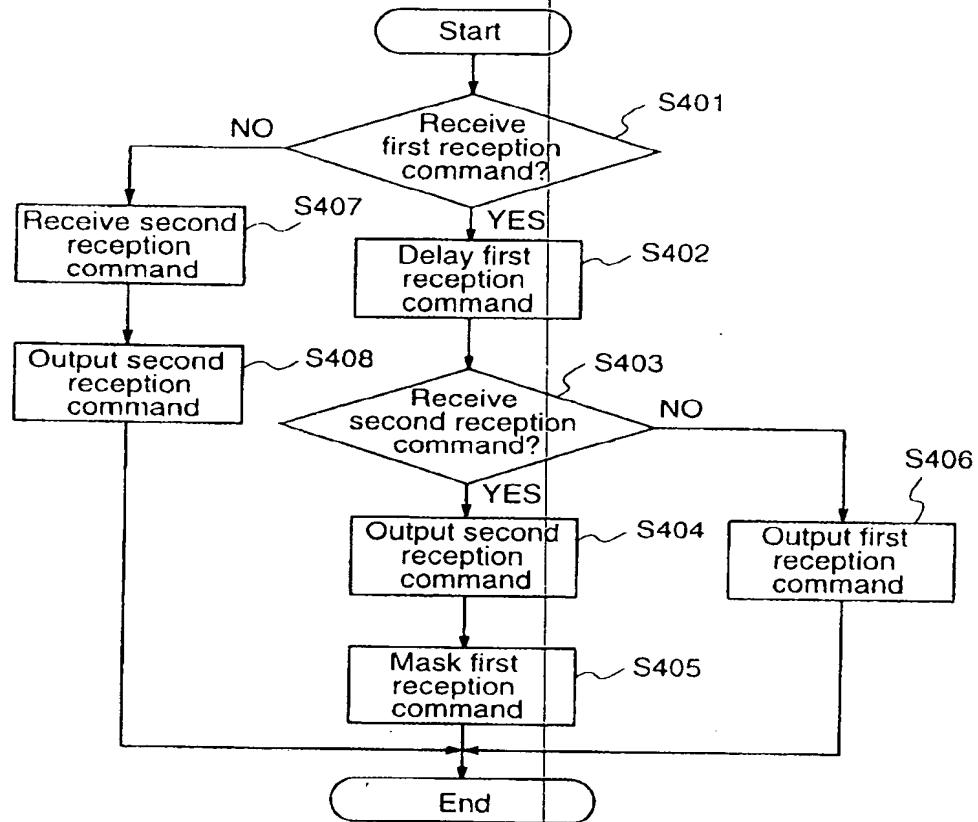 Start
S401
Receive
first reception
command?
NO
YES
S407
Receive second
reception
command
S402
Delay first
reception
command
S408
Output second
reception
command
S403
Receive
second reception
command?
NO
YES
S406
Output first
reception
command
S404
Output second
reception
command
S405
Mask first
reception
command
End